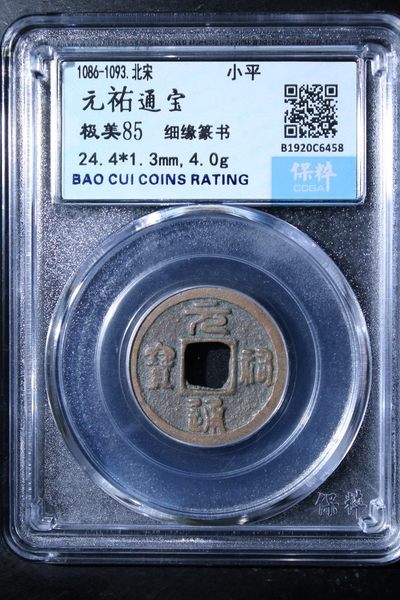 1086-1093.北宋 小平
元祐通宝
极美85 细缘篆书
24.4*1.3mm, 4.0g
B1920C6458
保粹
CCGA
BAO CUI COINS RATING
元祐通寶
保粹